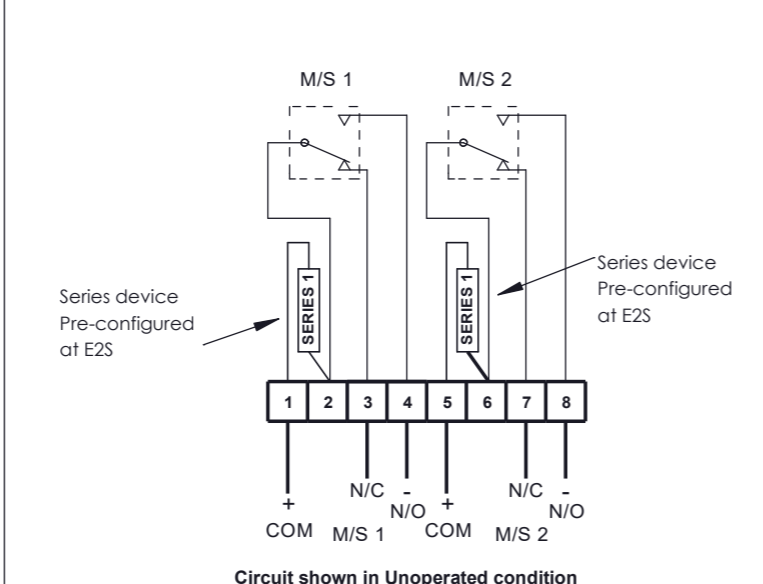 M/S 1
M/S 2
Series device
Pre-configured
at E2S
SERIES 1
SERIES 1
Series device
Pre-configured
at E2S
1 2 3 4 5 6 7 8
+
COM
N/C
-
N/O
M/S 1
+
COM
N/C
-
N/O
M/S 2
Circuit shown in Unoperated condition